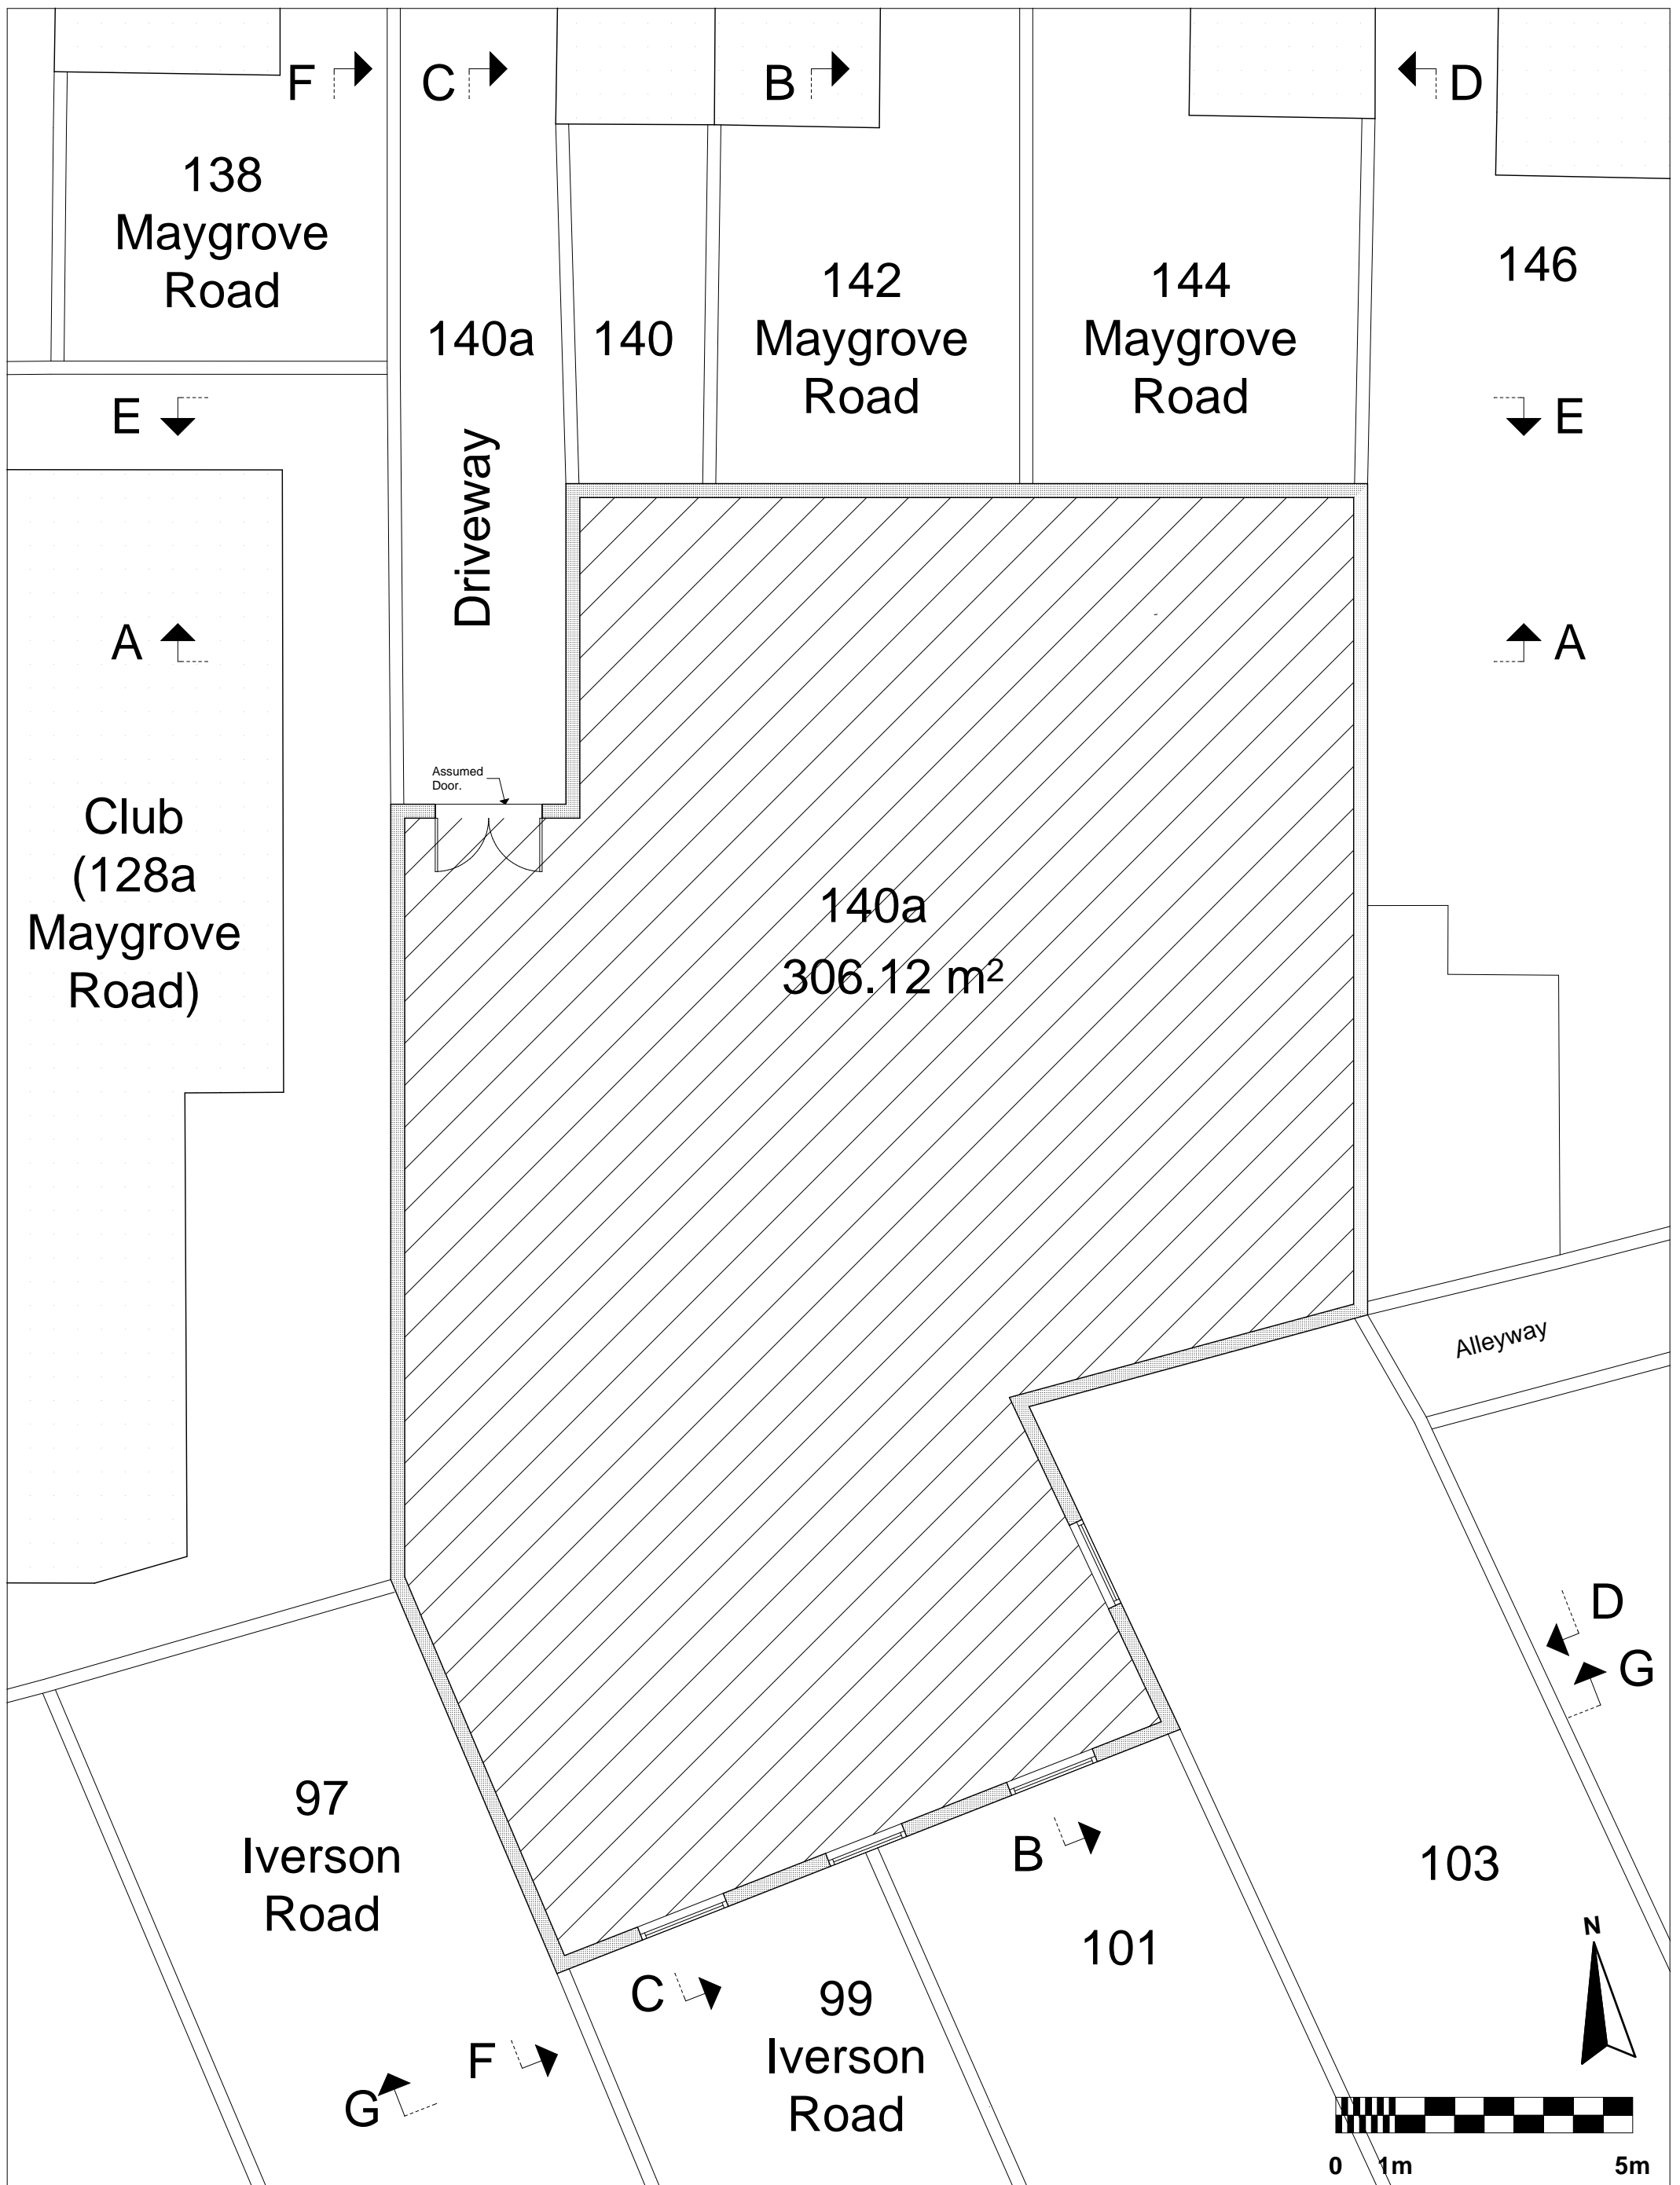 F
C
B
D
138
Maygrove
Road
140a
140
142
Maygrove
Road
144
Maygrove
Road
146
E
E
Driveway
A
A
Assumed
Door.
Club
(128a
Maygrove
Road)
140a
306.12 m²
Alleyway
D
G
97
Iverson
Road
B
103
101
C
99
Iverson
Road
F
G
N
0
1m
5m